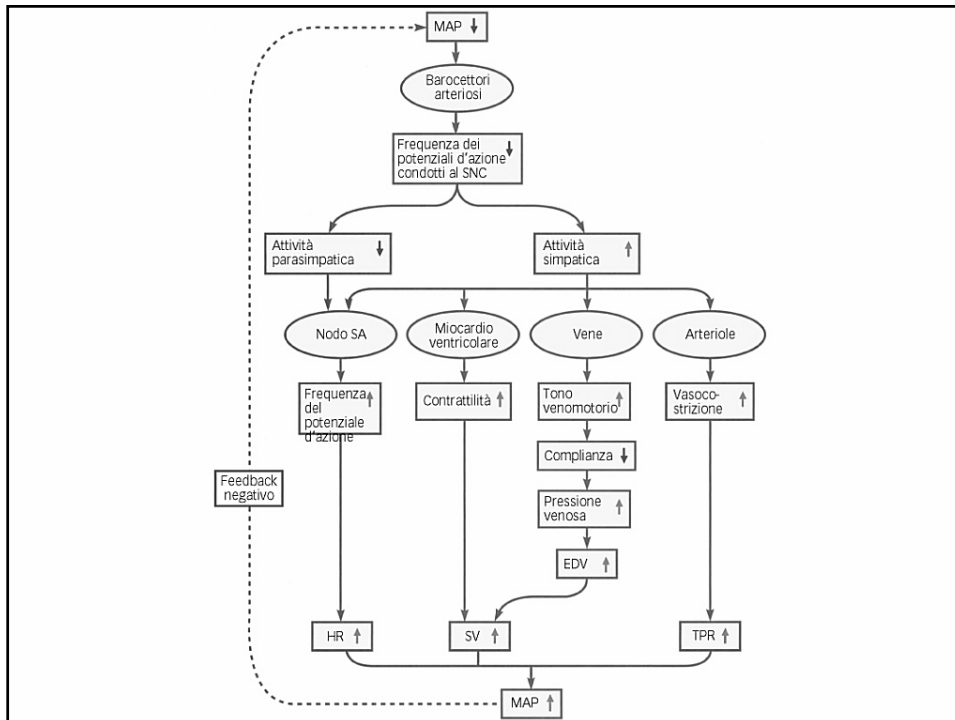 MAP ↓
Barocettori
arteriosi
Frequenza dei
potenziali d'azione
condotti al SNC ↓
Attività
parasimpatica ↓
Attività
simpatica ↑
Nodo SA
Miocardio
ventricolare
Vene
Arteriole
Frequenza
del
potenziale
d'azione ↑
Contrattilità ↑
Tono
venomotorio ↑
Vasoco-
strizione ↑
Complianza ↓
Pressione
venosa ↑
Feedback
negativo
EDV ↑
HR ↑
SV ↑
TPR ↑
MAP ↑